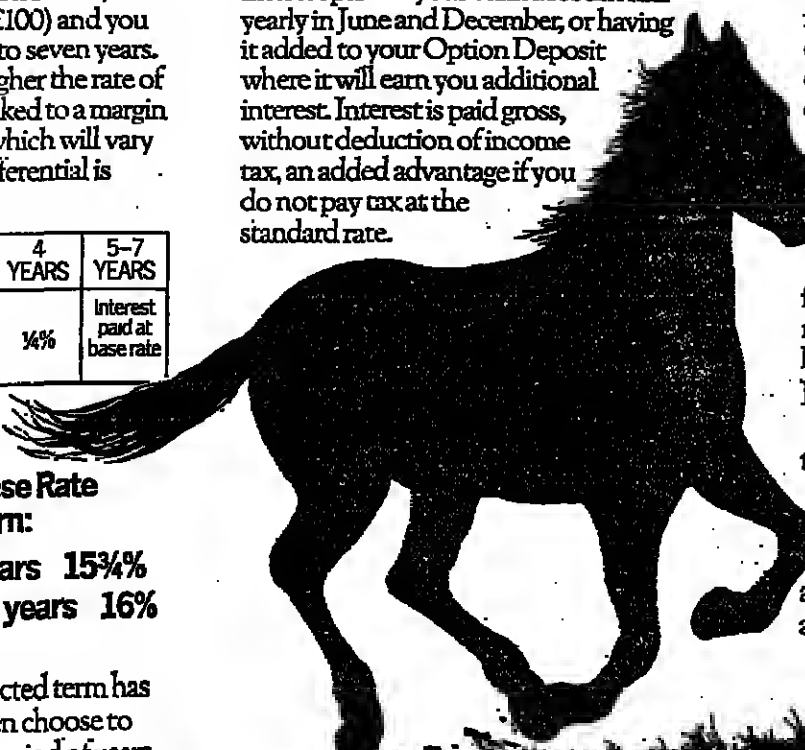 £100) and you
to seven years.
gher the rate of
ked to a margin
which will vary
ferential is
4
YEARS
5–7
YEARS
¼%
Interest
paid at
base rate
se Rate
rn:
ars 15¾%
years 16%
cted term has
en choose to
yearly in June and December, or having
it added to your Option Deposit
where it will earn you additional
interest. Interest is paid gross,
without deduction of income
tax, an added advantage if you
do not pay tax at the
standard rate.